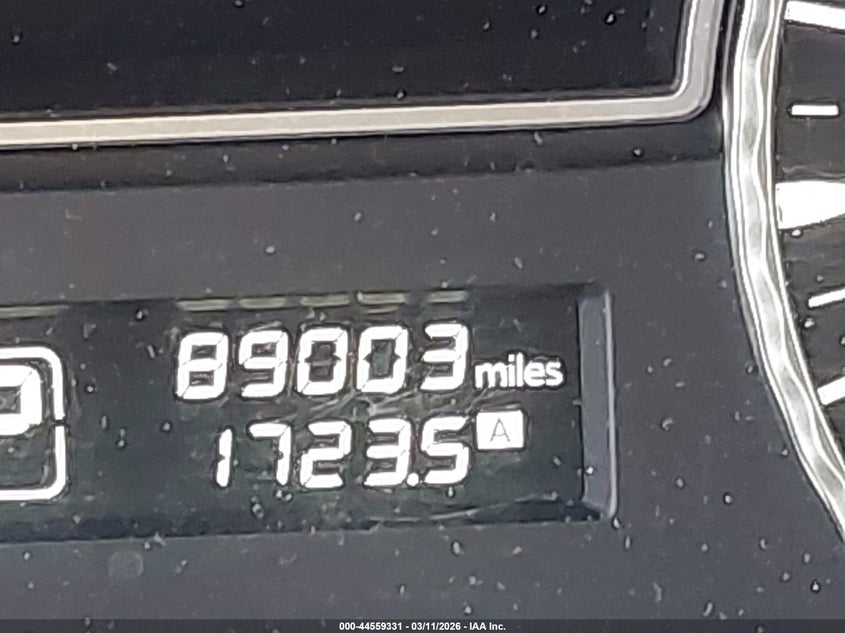 89003 miles
1723.5 A
P
000-44559331 - 03/11/2026 - IAA Inc.